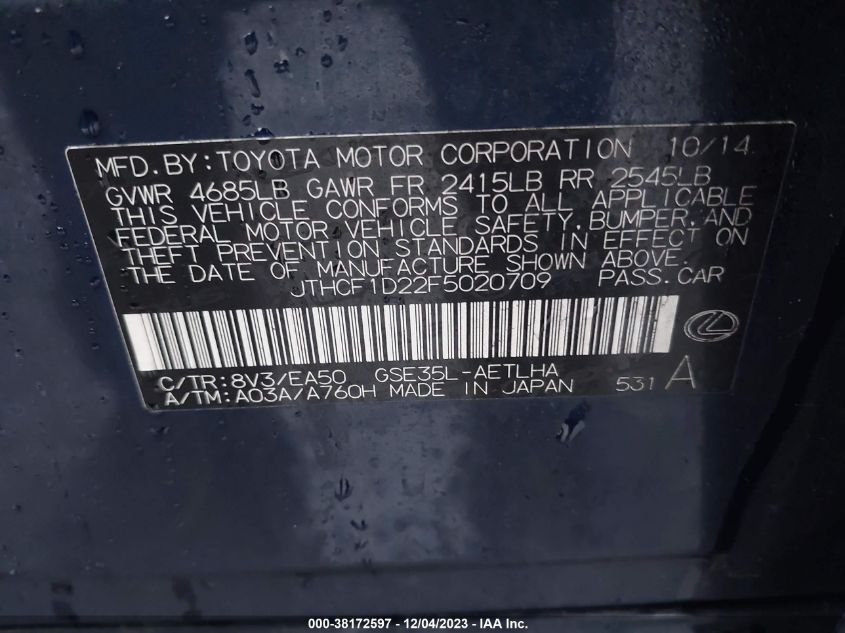 MFD.BY:TOYOTA MOTOR CORPORATION 10/14
GVWR 4685LB GAWR FR 2415LB RR 2545LB
THIS VEHICLE CONFORMS TO ALL APPLICABLE
FEDERAL MOTOR VEHICLE SAFETY,BUMPER,AND
THEFT PREVENTION STANDARDS IN EFFECT ON
THE DATE OF MANUFACTURE SHOWN ABOVE.
JTHCF1D22F5020709 PASS.CAR
C/TR:8V3/EA50 GSE35L-AETLHA
A/TM:A03A/A760H MADE IN JAPAN 531 A
000-38172597 - 12/04/2023 - IAA Inc.